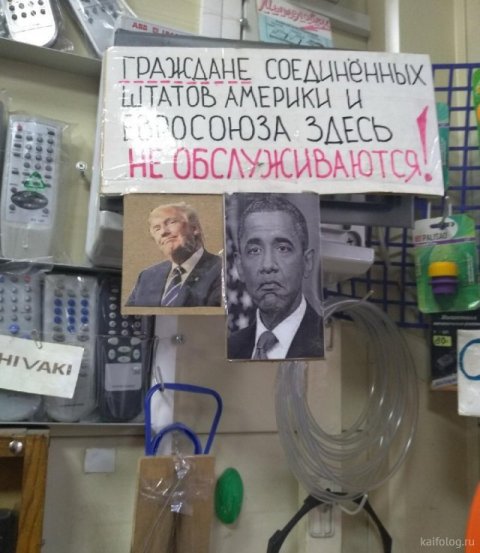 ГРАЖДАНЕ СОЕДИНЁННЫХ
ШТАТОВ АМЕРИКИ И
ЕВРОСОЮЗА ЗДЕСЬ
НЕ ОБСЛУЖИВАЮТСЯ!
HIVAKI
kaifolog.ru